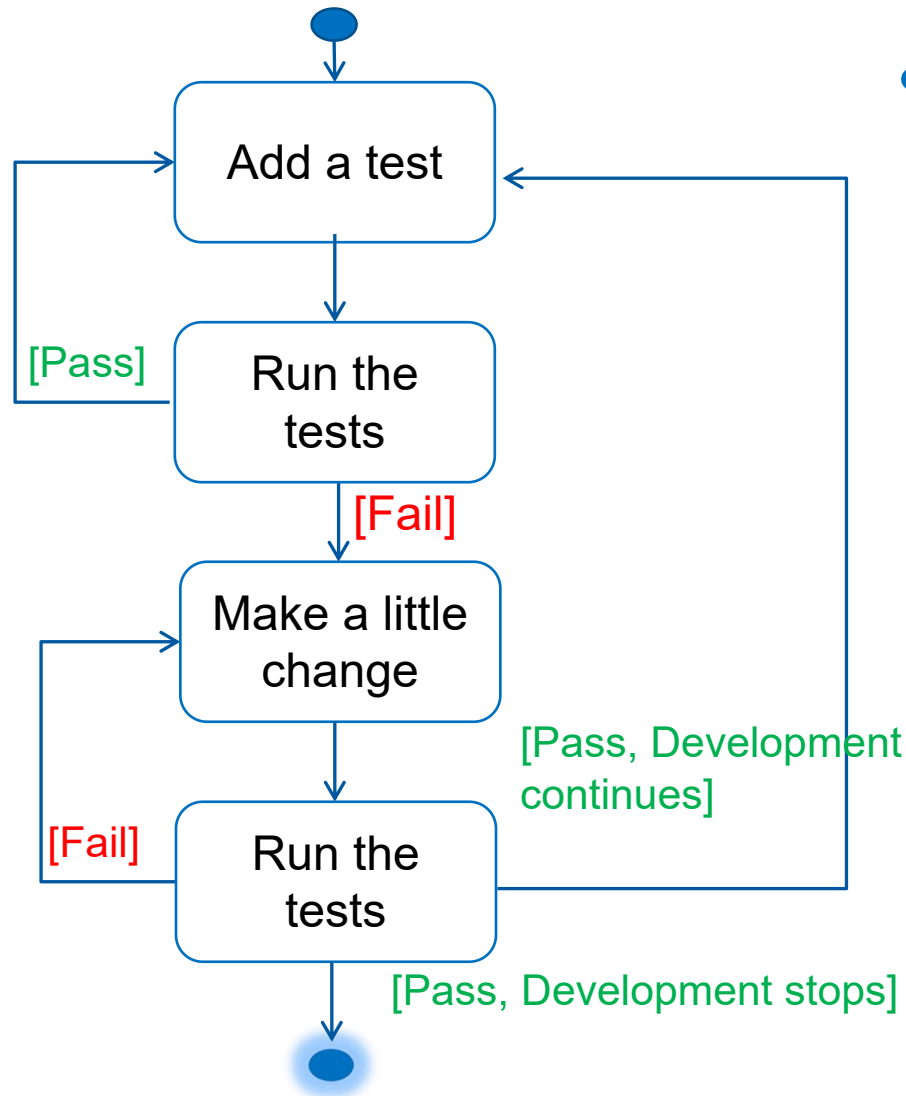 Add a test
[Pass]
Run the
tests
[Fail]
Make a little
change
[Pass, Development
continues]
[Fail]
Run the
tests
[Pass, Development stops]